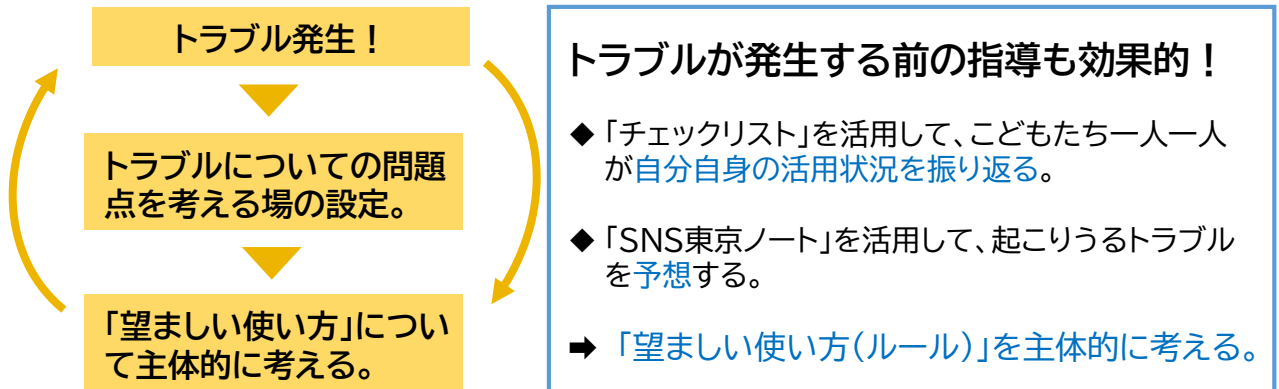 トラブル発生！
トラブルについての問題
点を考える場の設定。
「望ましい使い方」につい
て主体的に考える。
トラブルが発生する前の指導も効果的！
◆「チェックリスト」を活用して、こどもたち一人一人
が自分自身の活用状況を振り返る。
◆「SNS東京ノート」を活用して、起こりうるトラブル
を予想する。
➡「望ましい使い方(ルール)」を主体的に考える。